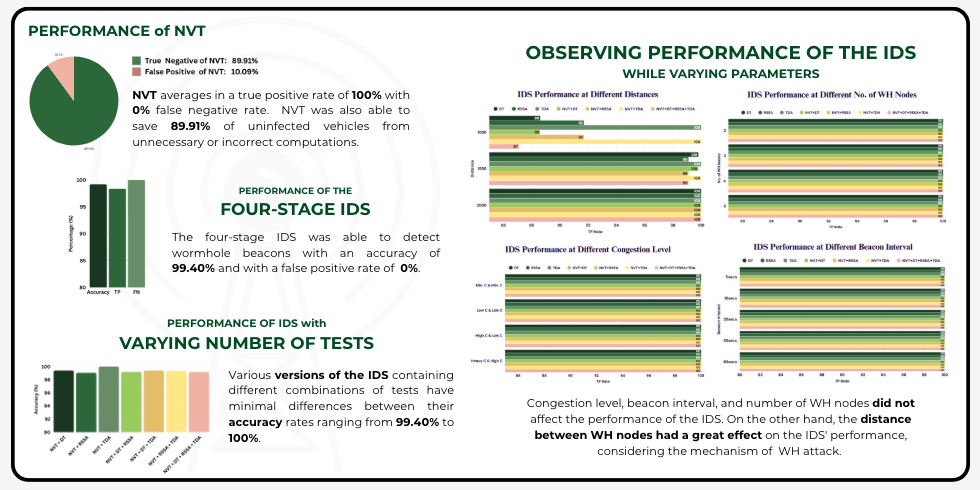 PERFORMANCE of NVT
True Negative of NVT: 89.91%
False Positive of NVT: 10.09%
NVT averages in a true positive rate of 100% with
0% false negative rate. NVT was also able to
save 89.91% of uninfected vehicles from
unnecessary or incorrect computations.
100
95
90
85
80
Percentage (%)
Accuracy TP FN
PERFORMANCE OF THE
FOUR-STAGE IDS
The four-stage IDS was able to detect
wormhole beacons with an accuracy of
99.40% and with a false positive rate of 0%.
PERFORMANCE OF IDS with
VARYING NUMBER OF TESTS
100
98
96
94
92
90
Accuracy (%)
NVT + DT
NVT + RSSA
NVT + TDA
NVT + DT + RSSA
NVT + DT + TDA
NVT + RSSA + TDA
NVT + DT + RSSA + TDA
Various versions of the IDS containing
different combinations of tests have
minimal differences between their
accuracy rates ranging from 99.40% to
100%.
OBSERVING PERFORMANCE OF THE IDS
WHILE VARYING PARAMETERS
IDS Performance at Different Distances
DT RSSA TDA NVT+DT NVT+RSSA NVT+TDA NVT+DT+RSSA+TDA
Distance
1000
1500
2000
TP Rate
IDS Performance at Different No. of WH Nodes
DT RSSA TDA NVT+DT NVT+RSSA NVT+TDA NVT+DT+RSSA+TDA
No. of WH Nodes
TP Rate
IDS Performance at Different Congestion Level
DT RSSA TDA NVT+DT NVT+RSSA NVT+TDA NVT+DT+RSSA+TDA
Low C & Low C
High C & Low C
Heavy C & High C
TP Rate
IDS Performance at Different Beacon Interval
DT RSSA TDA NVT+DT NVT+RSSA NVT+TDA NVT+DT+RSSA+TDA
Beacon Interval
TP Rate
Congestion level, beacon interval, and number of WH nodes did not
affect the performance of the IDS. On the other hand, the distance
between WH nodes had a great effect on the IDS' performance,
considering the mechanism of WH attack.